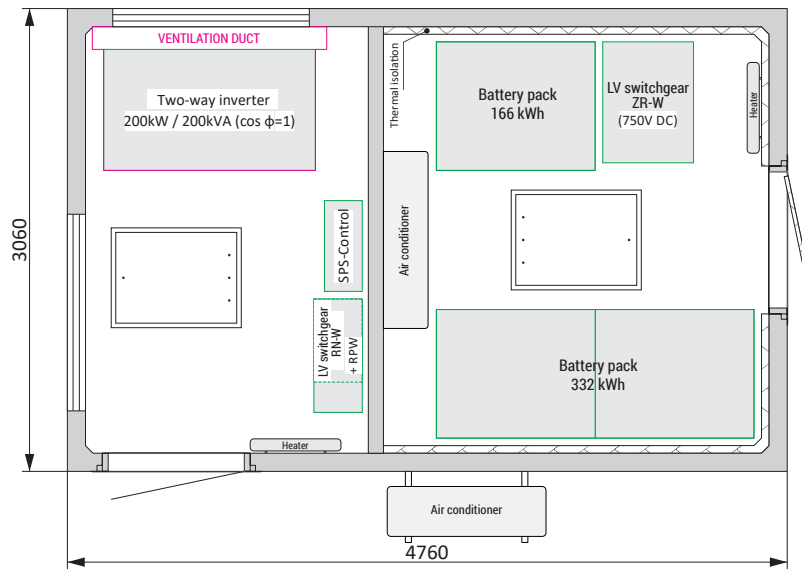 VENTILATION DUCT
Two-way inverter
200kW / 200kVA (cos ϕ=1)
Thermal isolation
Battery pack
166 kWh
LV switchgear
ZR-W
(750V DC)
Heater
3060
SPS-Control
Air conditioner
LV switchgear
RN-W
+ RPW
Battery pack
332 kWh
Heater
Air conditioner
4760